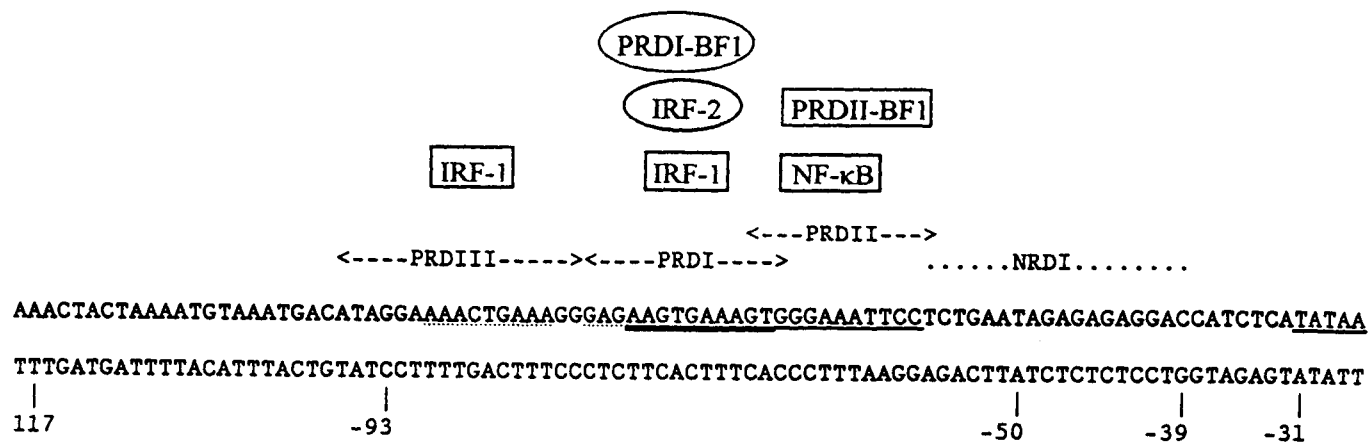 PRDI-BF1
IRF-2 PRDII-BF1
IRF-1 IRF-1 NF-κB
<---PRDII--->
<----PRDIII-----><----PRDI----> ......NRDI........
AAACTACTAAAATGTAAATGACATAGGAAAACTGAAAGGGAGAAGTGAAAGTGGGAAATTCCTCTGAATAGAGAGAGGACCATCTCATATAA
TTTGATGATTTTACATTTACTGTATCCTTTTGACTTTCCCTCTTCACTTTCACCCTTTAAGGAGACTTATCTCTCTCCTGGTAGAGTATATT
117 -93 -50 -39 -31